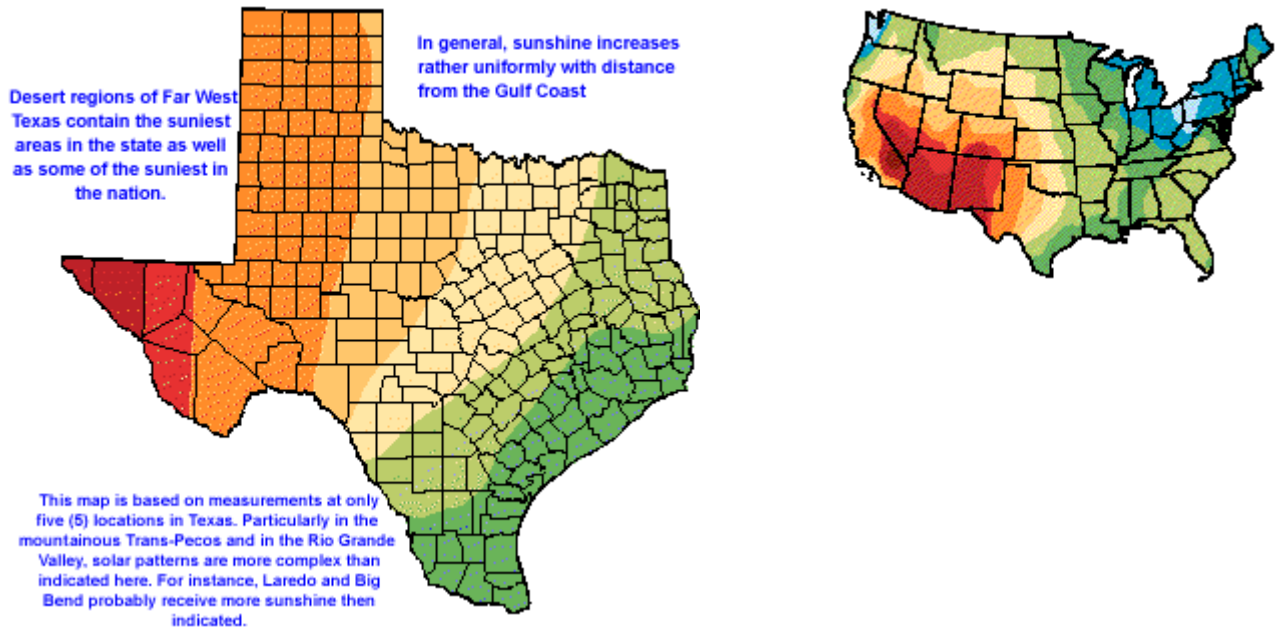 In general, sunshine increases
rather uniformly with distance
from the Gulf Coast
Desert regions of Far West
Texas contain the suniest
areas in the state as well
as some of the suniest in
the nation.
This map is based on measurements at only
five (5) locations in Texas. Particularly in the
mountainous Trans-Pecos and in the Rio Grande
Valley, solar patterns are more complex than
indicated here. For instance, Laredo and Big
Bend probably receive more sunshine then
indicated.